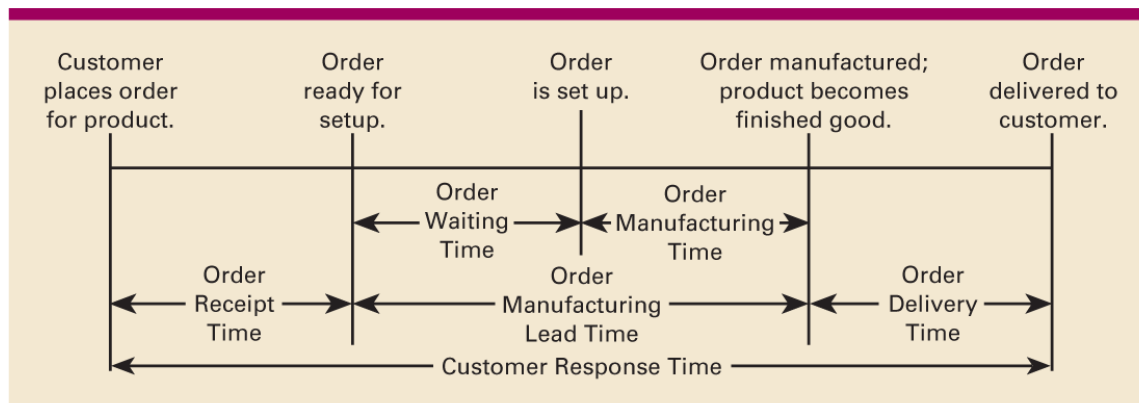 Customer
places order
for product.
Order
ready for
setup.
Order
is set up.
Order manufactured;
product becomes
finished good.
Order
delivered to
customer.
Order
Waiting
Time
Order
Manufacturing
Time
Order
Receipt
Time
Order
Manufacturing
Lead Time
Order
Delivery
Time
Customer Response Time